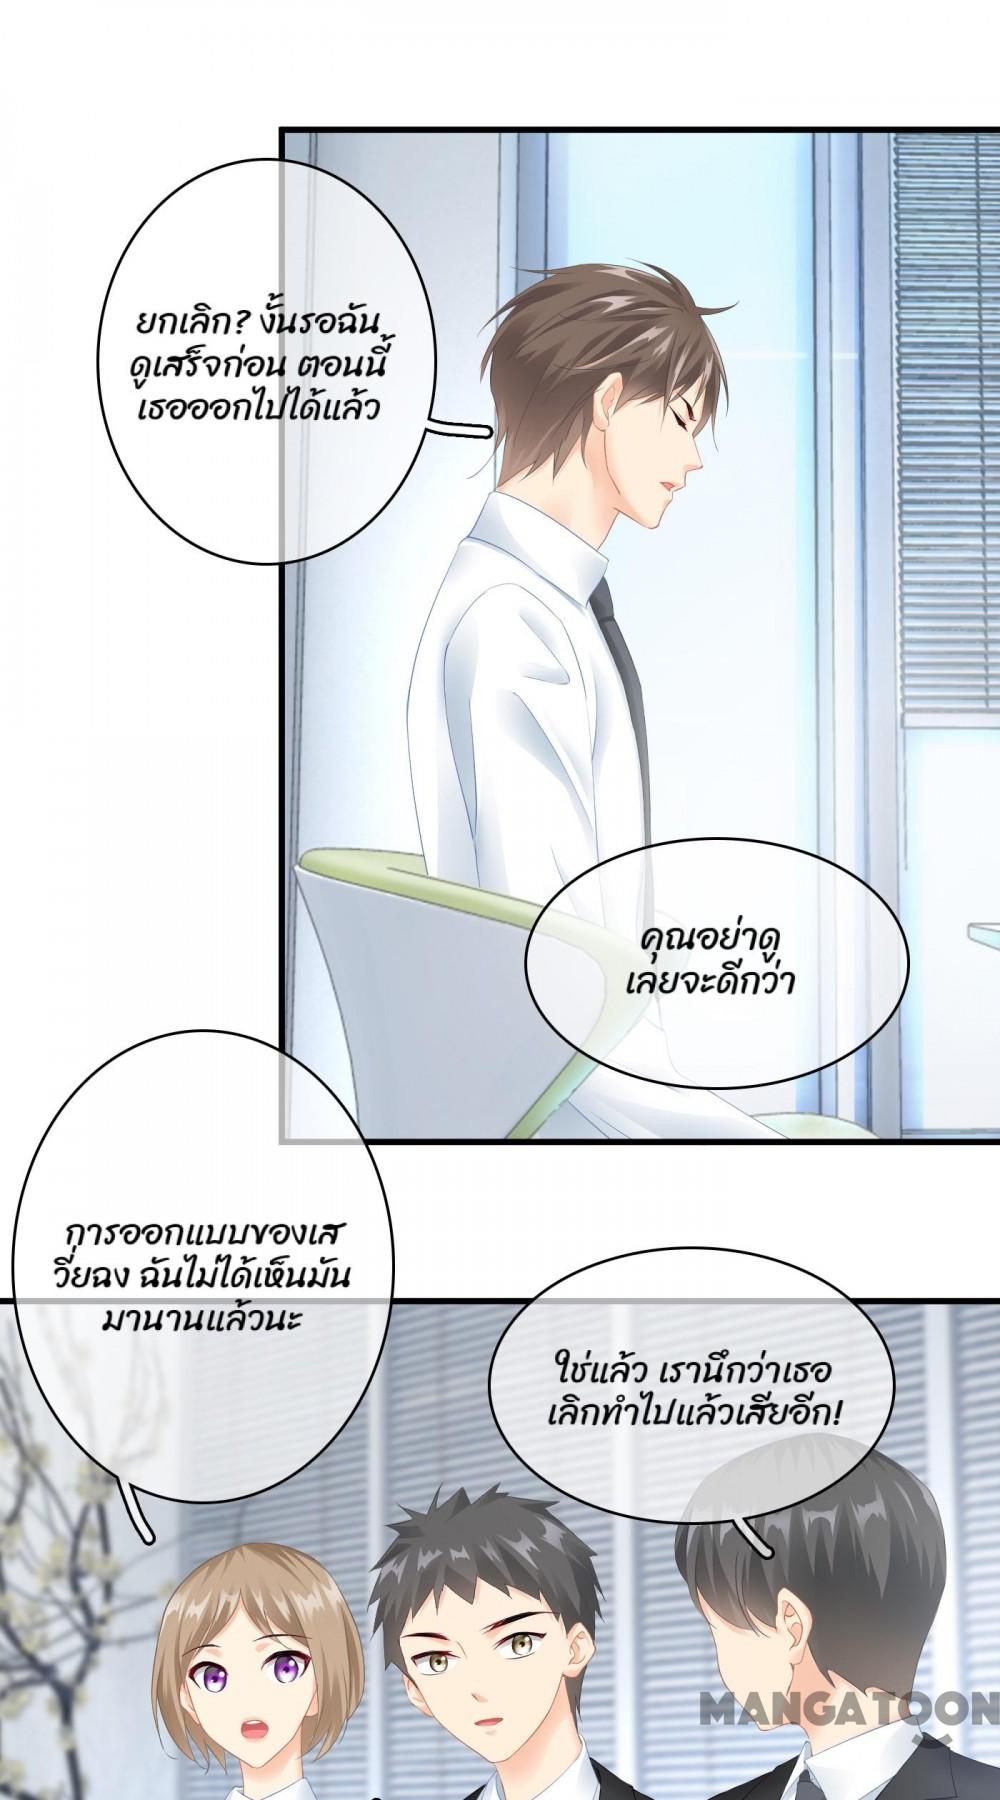 ยกเลิก? งั้นรอฉัน
ดูเสร็จก่อน ตอนนี้
เธอออกไปได้แล้ว
คุณอย่าดู
เลยจะดีกว่า
การออกแบบของเส
วี่ยฉง ฉันไม่ได้เห็นมัน
มานานแล้วนะ
ใช่แล้ว เรานึกว่าเธอ
เลิกทำไปแล้วเสียอีก!
MANGATOON